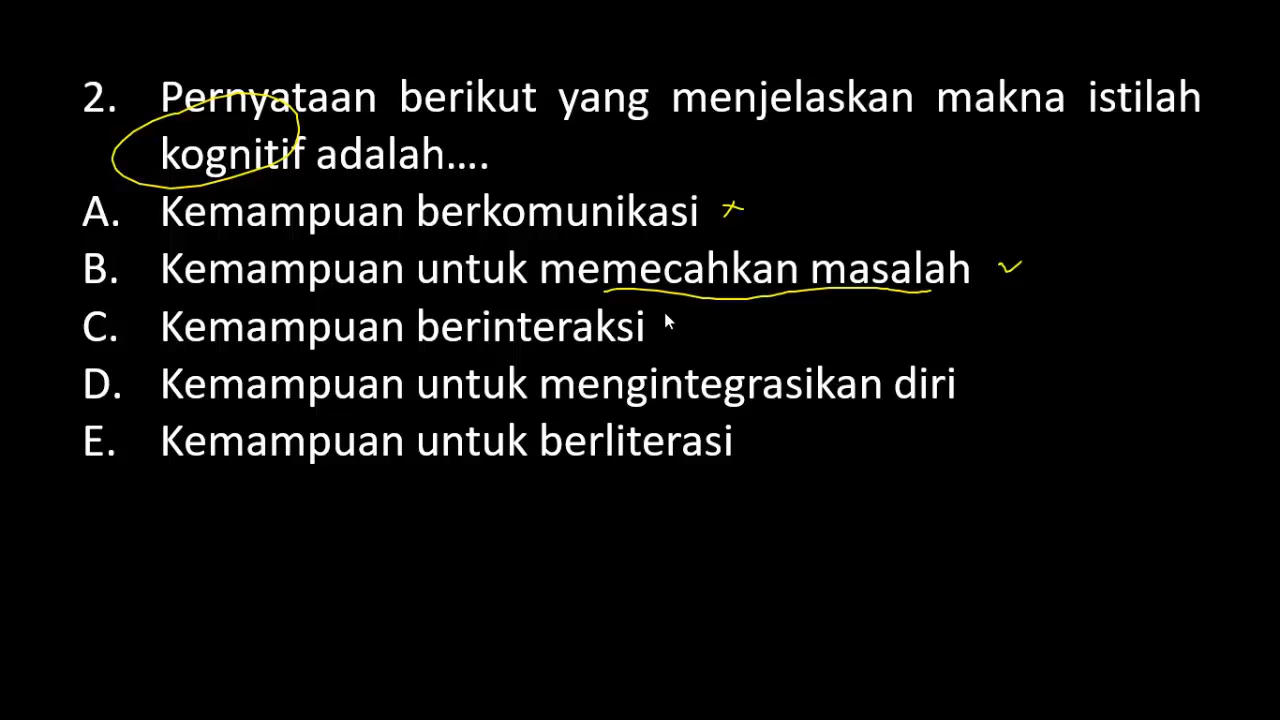 2. Pernyataan berikut yang menjelaskan makna istilah
kognitif adalah....
A. Kemampuan berkomunikasi
B. Kemampuan untuk memecahkan masalah
C. Kemampuan berinteraksi
D. Kemampuan untuk mengintegrasikan diri
E. Kemampuan untuk berliterasi